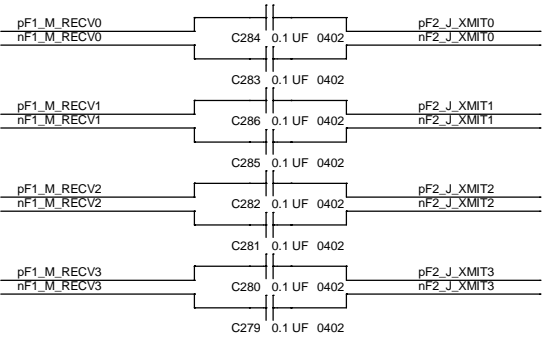 pF1_M_RECV0 pF2_J_XMIT0
nF1_M_RECV0 C284 0.1 UF 0402 nF2_J_XMIT0
C283 0.1 UF 0402
pF1_M_RECV1 pF2_J_XMIT1
nF1_M_RECV1 C286 0.1 UF 0402 nF2_J_XMIT1
C285 0.1 UF 0402
pF1_M_RECV2 pF2_J_XMIT2
nF1_M_RECV2 C282 0.1 UF 0402 nF2_J_XMIT2
C281 0.1 UF 0402
pF1_M_RECV3 pF2_J_XMIT3
nF1_M_RECV3 C280 0.1 UF 0402 nF2_J_XMIT3
C279 0.1 UF 0402